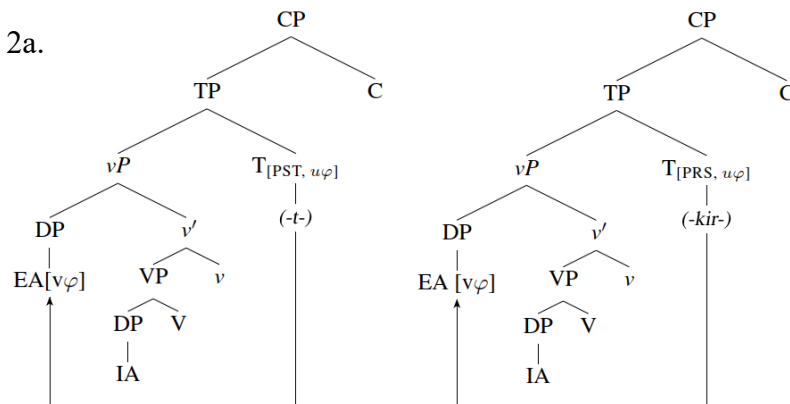 2a.
CP CP
TP C TP C
vP T[PST, uφ] vP T[PRS, uφ]
DP v′ (-t-) DP v′ (-kir-)
EA[vφ] VP v EA [vφ] VP v
DP V DP V
IA IA